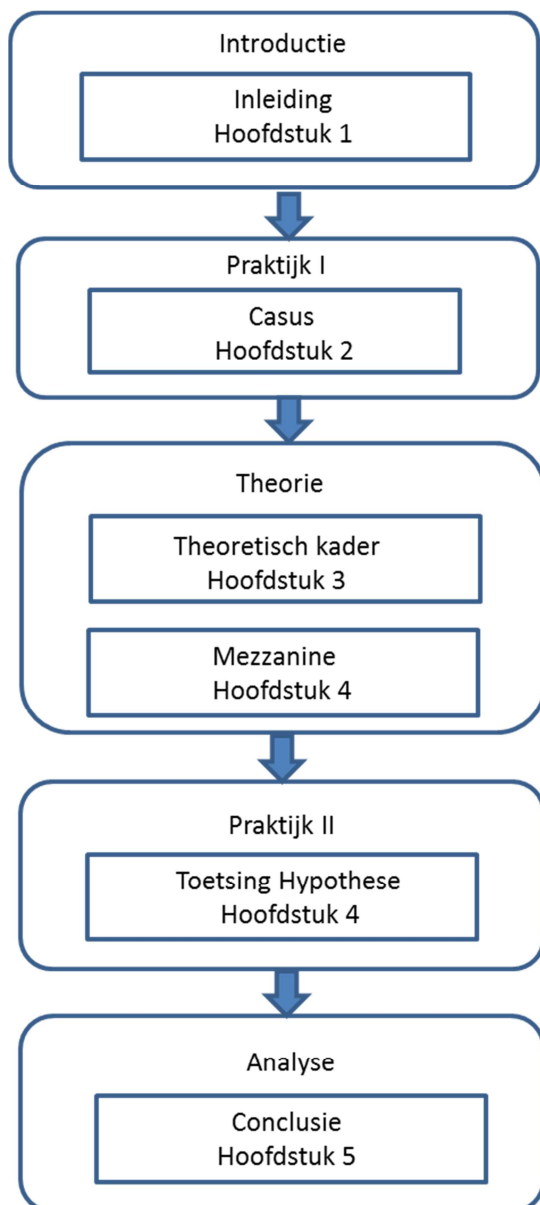 Introductie
Inleiding
Hoofdstuk 1
Praktijk I
Casus
Hoofdstuk 2
Theorie
Theoretisch kader
Hoofdstuk 3
Mezzanine
Hoofdstuk 4
Praktijk II
Toetsing Hypothese
Hoofdstuk 4
Analyse
Conclusie
Hoofdstuk 5